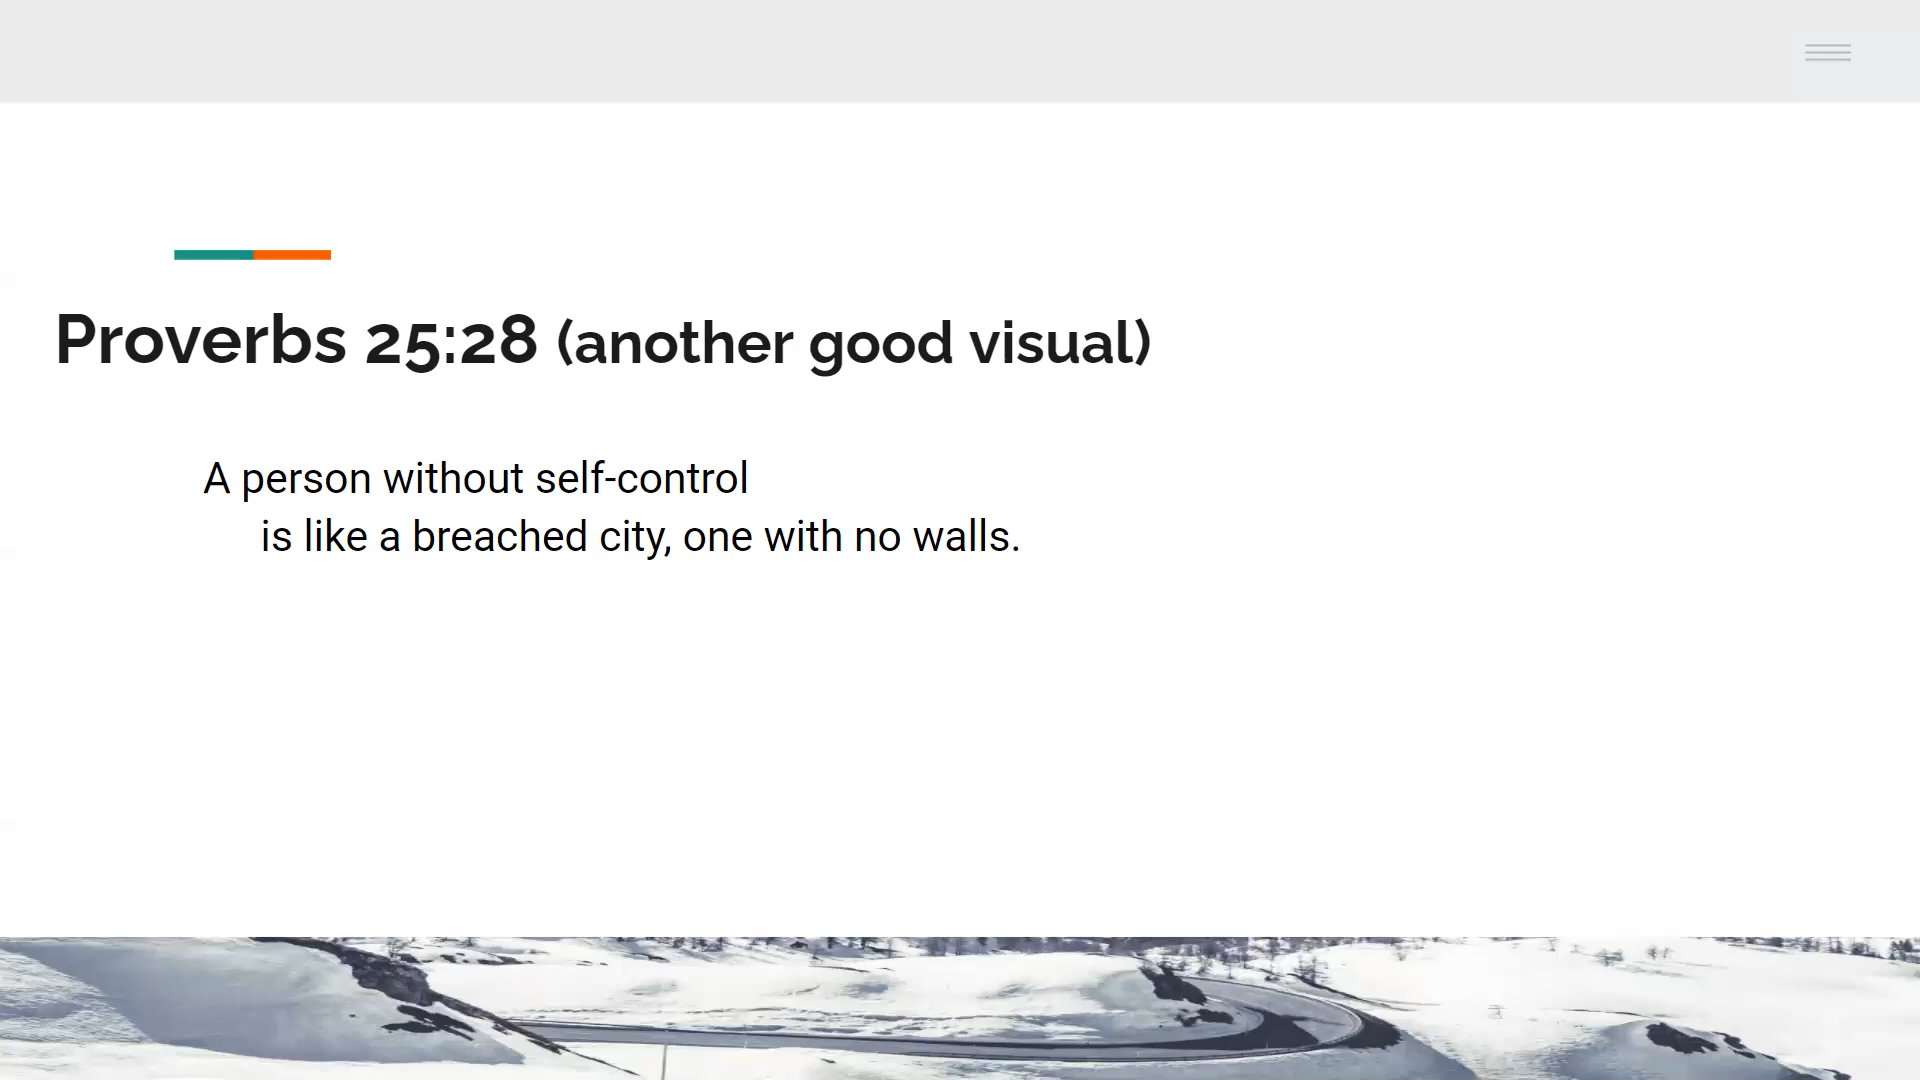 Proverbs 25:28 (another good visual)
A person without self-control
is like a breached city, one with no walls.